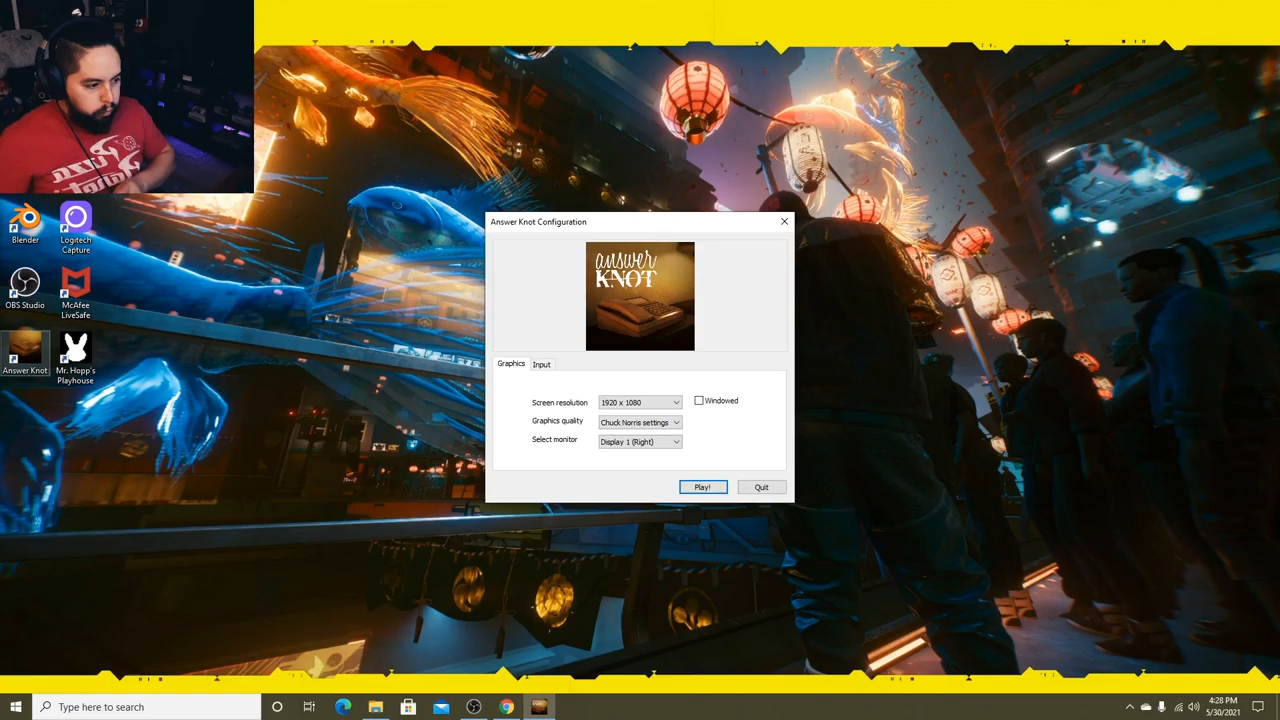 Blender
Logitech
Capture
OBS Studio
McAfee
LiveSafe
Answer Knot
Mr. Hopp's
Playhouse
Answer Knot Configuration
answer
KNOT
Graphics
Input
Screen resolution
1920 x 1080
Windowed
Graphics quality
Chuck Norris settings
Select monitor
Display 1 (Right)
Play!
Quit
Type here to search
4:28 PM
5/30/2021